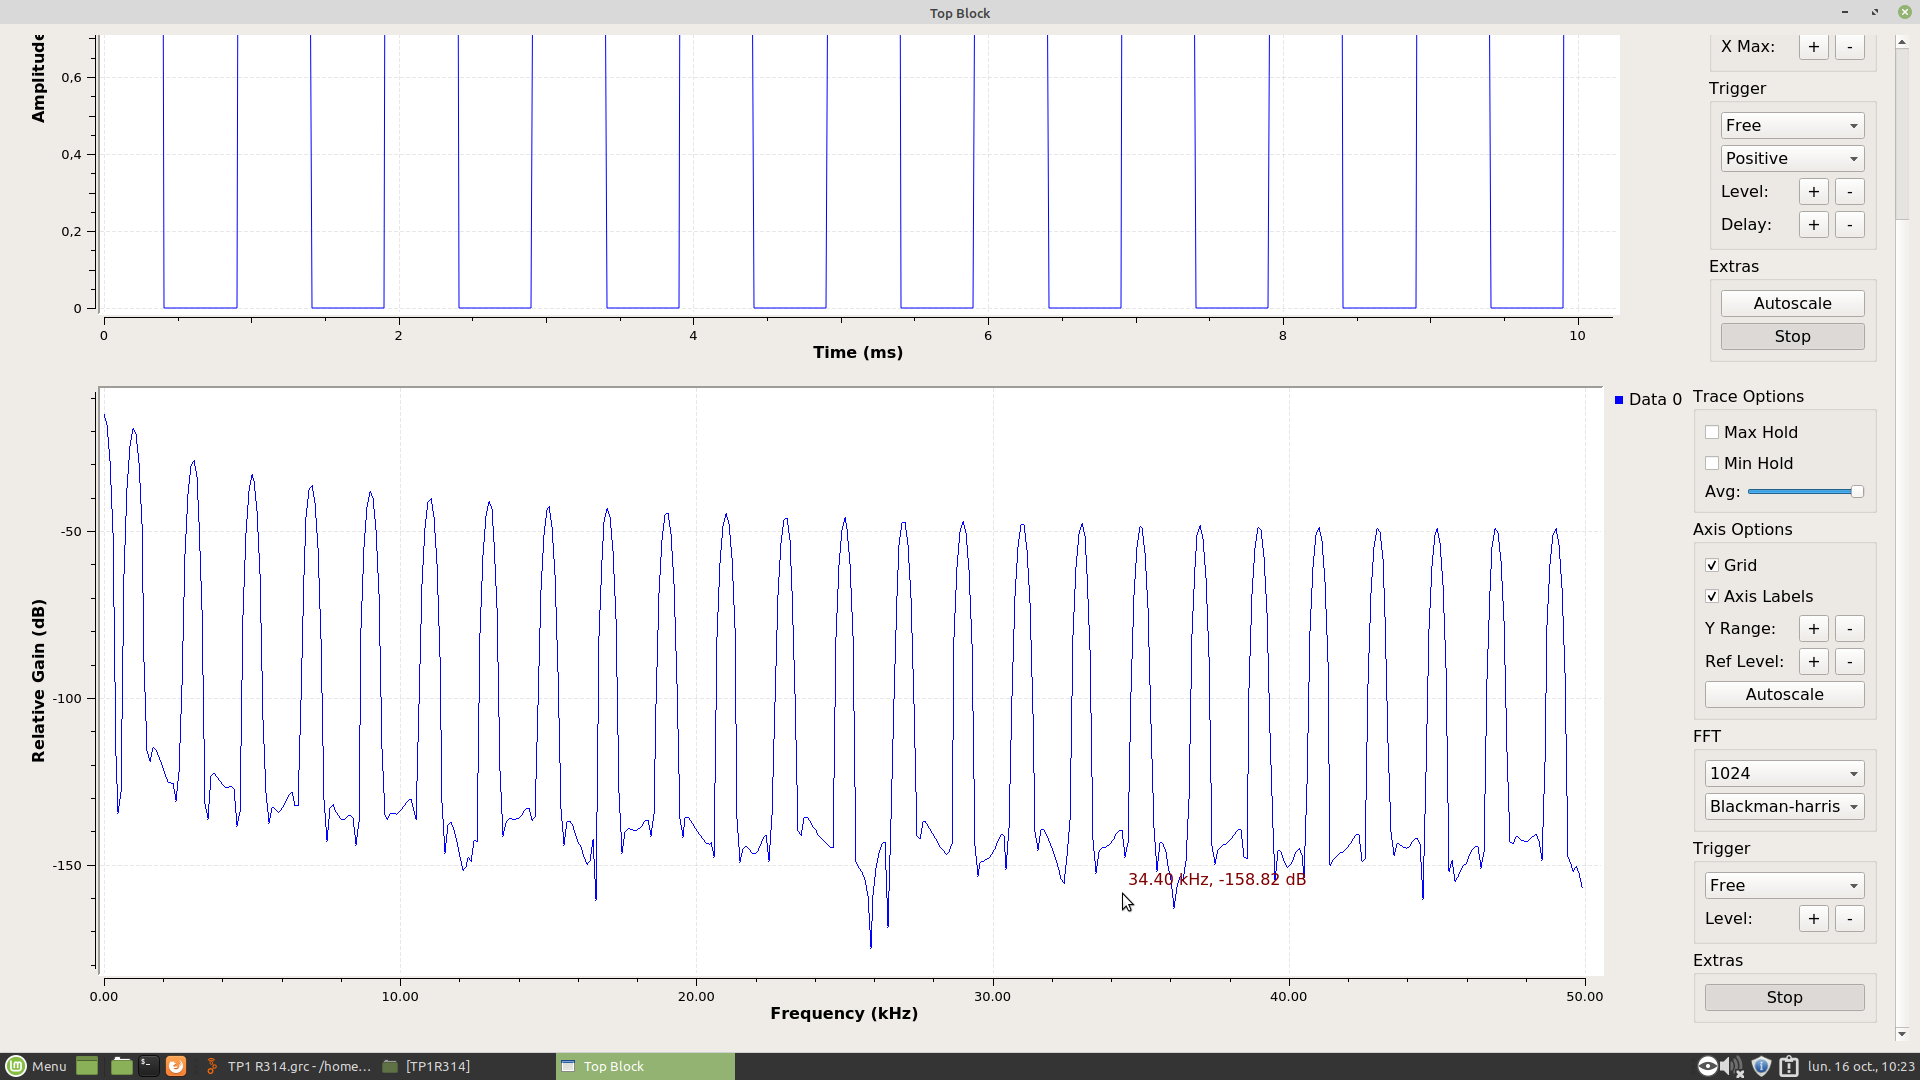 Top Block
Amplitude
0,6
0,4
0,2
0
0 2 4 6 8 10
Time (ms)
X Max: + -
Trigger
Free
Positive
Level: + -
Delay: + -
Extras
Autoscale
Stop
Relative Gain (dB)
-50
-100
-150
34.40 kHz, -158.82 dB
0.00 10.00 20.00 30.00 40.00 50.00
Frequency (kHz)
Data 0
Trace Options
Max Hold
Min Hold
Avg:
Axis Options
Grid
Axis Labels
Y Range: + -
Ref Level: + -
Autoscale
FFT
1024
Blackman-harris
Trigger
Free
Level: + -
Extras
Stop
Menu TP1 R314.grc - /home... [TP1R314] Top Block lun. 16 oct., 10:23